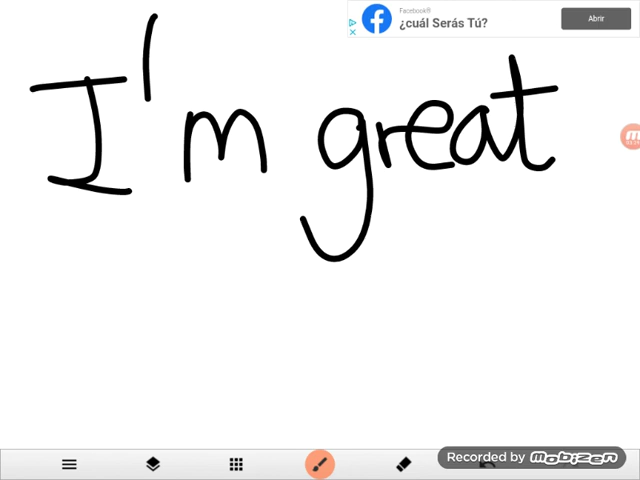 Facebook®
¿cuál Serás Tú?
Abrir
I'm great
Recorded by Mobizen